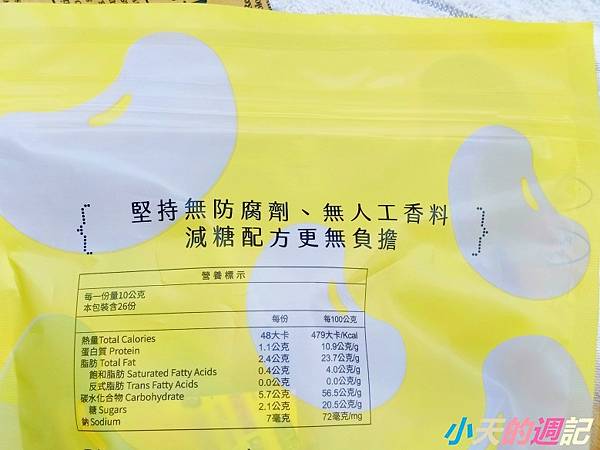 堅持無防腐劑、無人工香料
減糖配方更無負擔
營養標示
每一份量10公克
本包裝含26份
每份 每100公克
熱量Total Calories 48大卡 479大卡/Kcal
蛋白質 Protein 1.1公克 10.9公克/g
脂肪 Total Fat 2.4公克 23.7公克/g
飽和脂肪 Saturated Fatty Acids 0.4公克 4.0公克/g
反式脂肪 Trans Fatty Acids 0.0公克 0.0公克/g
碳水化合物 Carbohydrate 5.7公克 56.5公克/g
糖 Sugars 2.1公克 20.5公克/g
鈉Sodium 7毫克 72毫克/mg
小天的週記